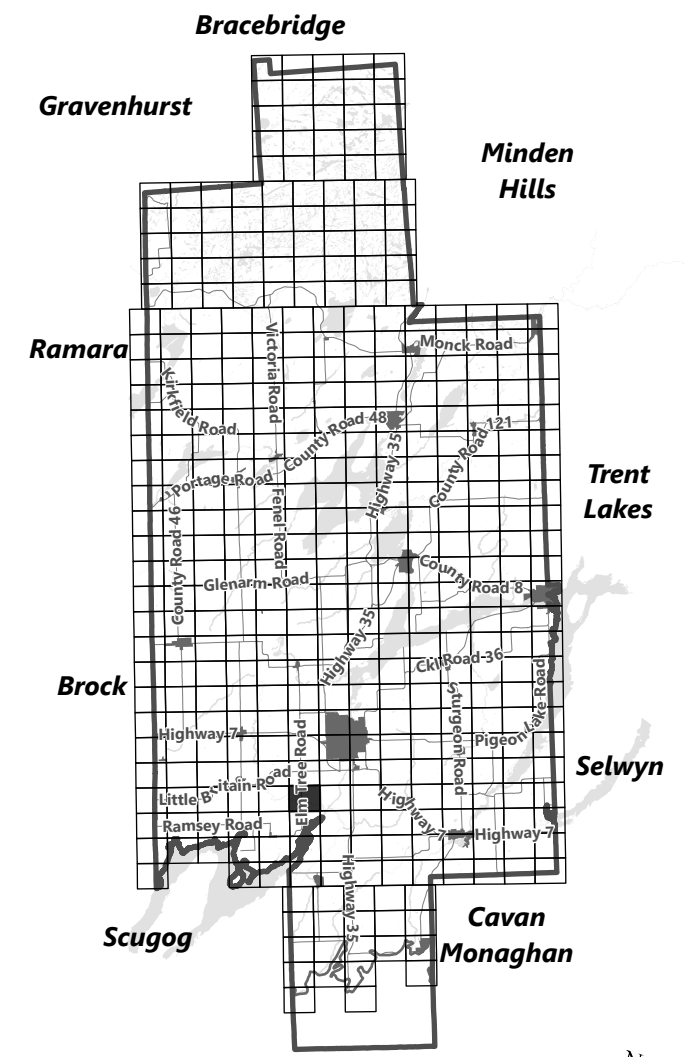 Bracebridge
Gravenhurst
Minden
Hills
Ramara
Monck Road
Victoria Road
Kirkfield Road
County Road 48
County Road 121
Highway 35
Portage Road
Trent
Lakes
Fenel Road
County Road 46
County Road 8
Glenarm Road
Highway 35
Ckl Road 36
Brock
Sturgeon Road
Pigeon Lake Road
Highway 7
Elm Tree Road
Selwyn
Little Britain Road
Highway 7
Ramsey Road
Highway 7
Highway 35
Scugog
Cavan
Monaghan
N